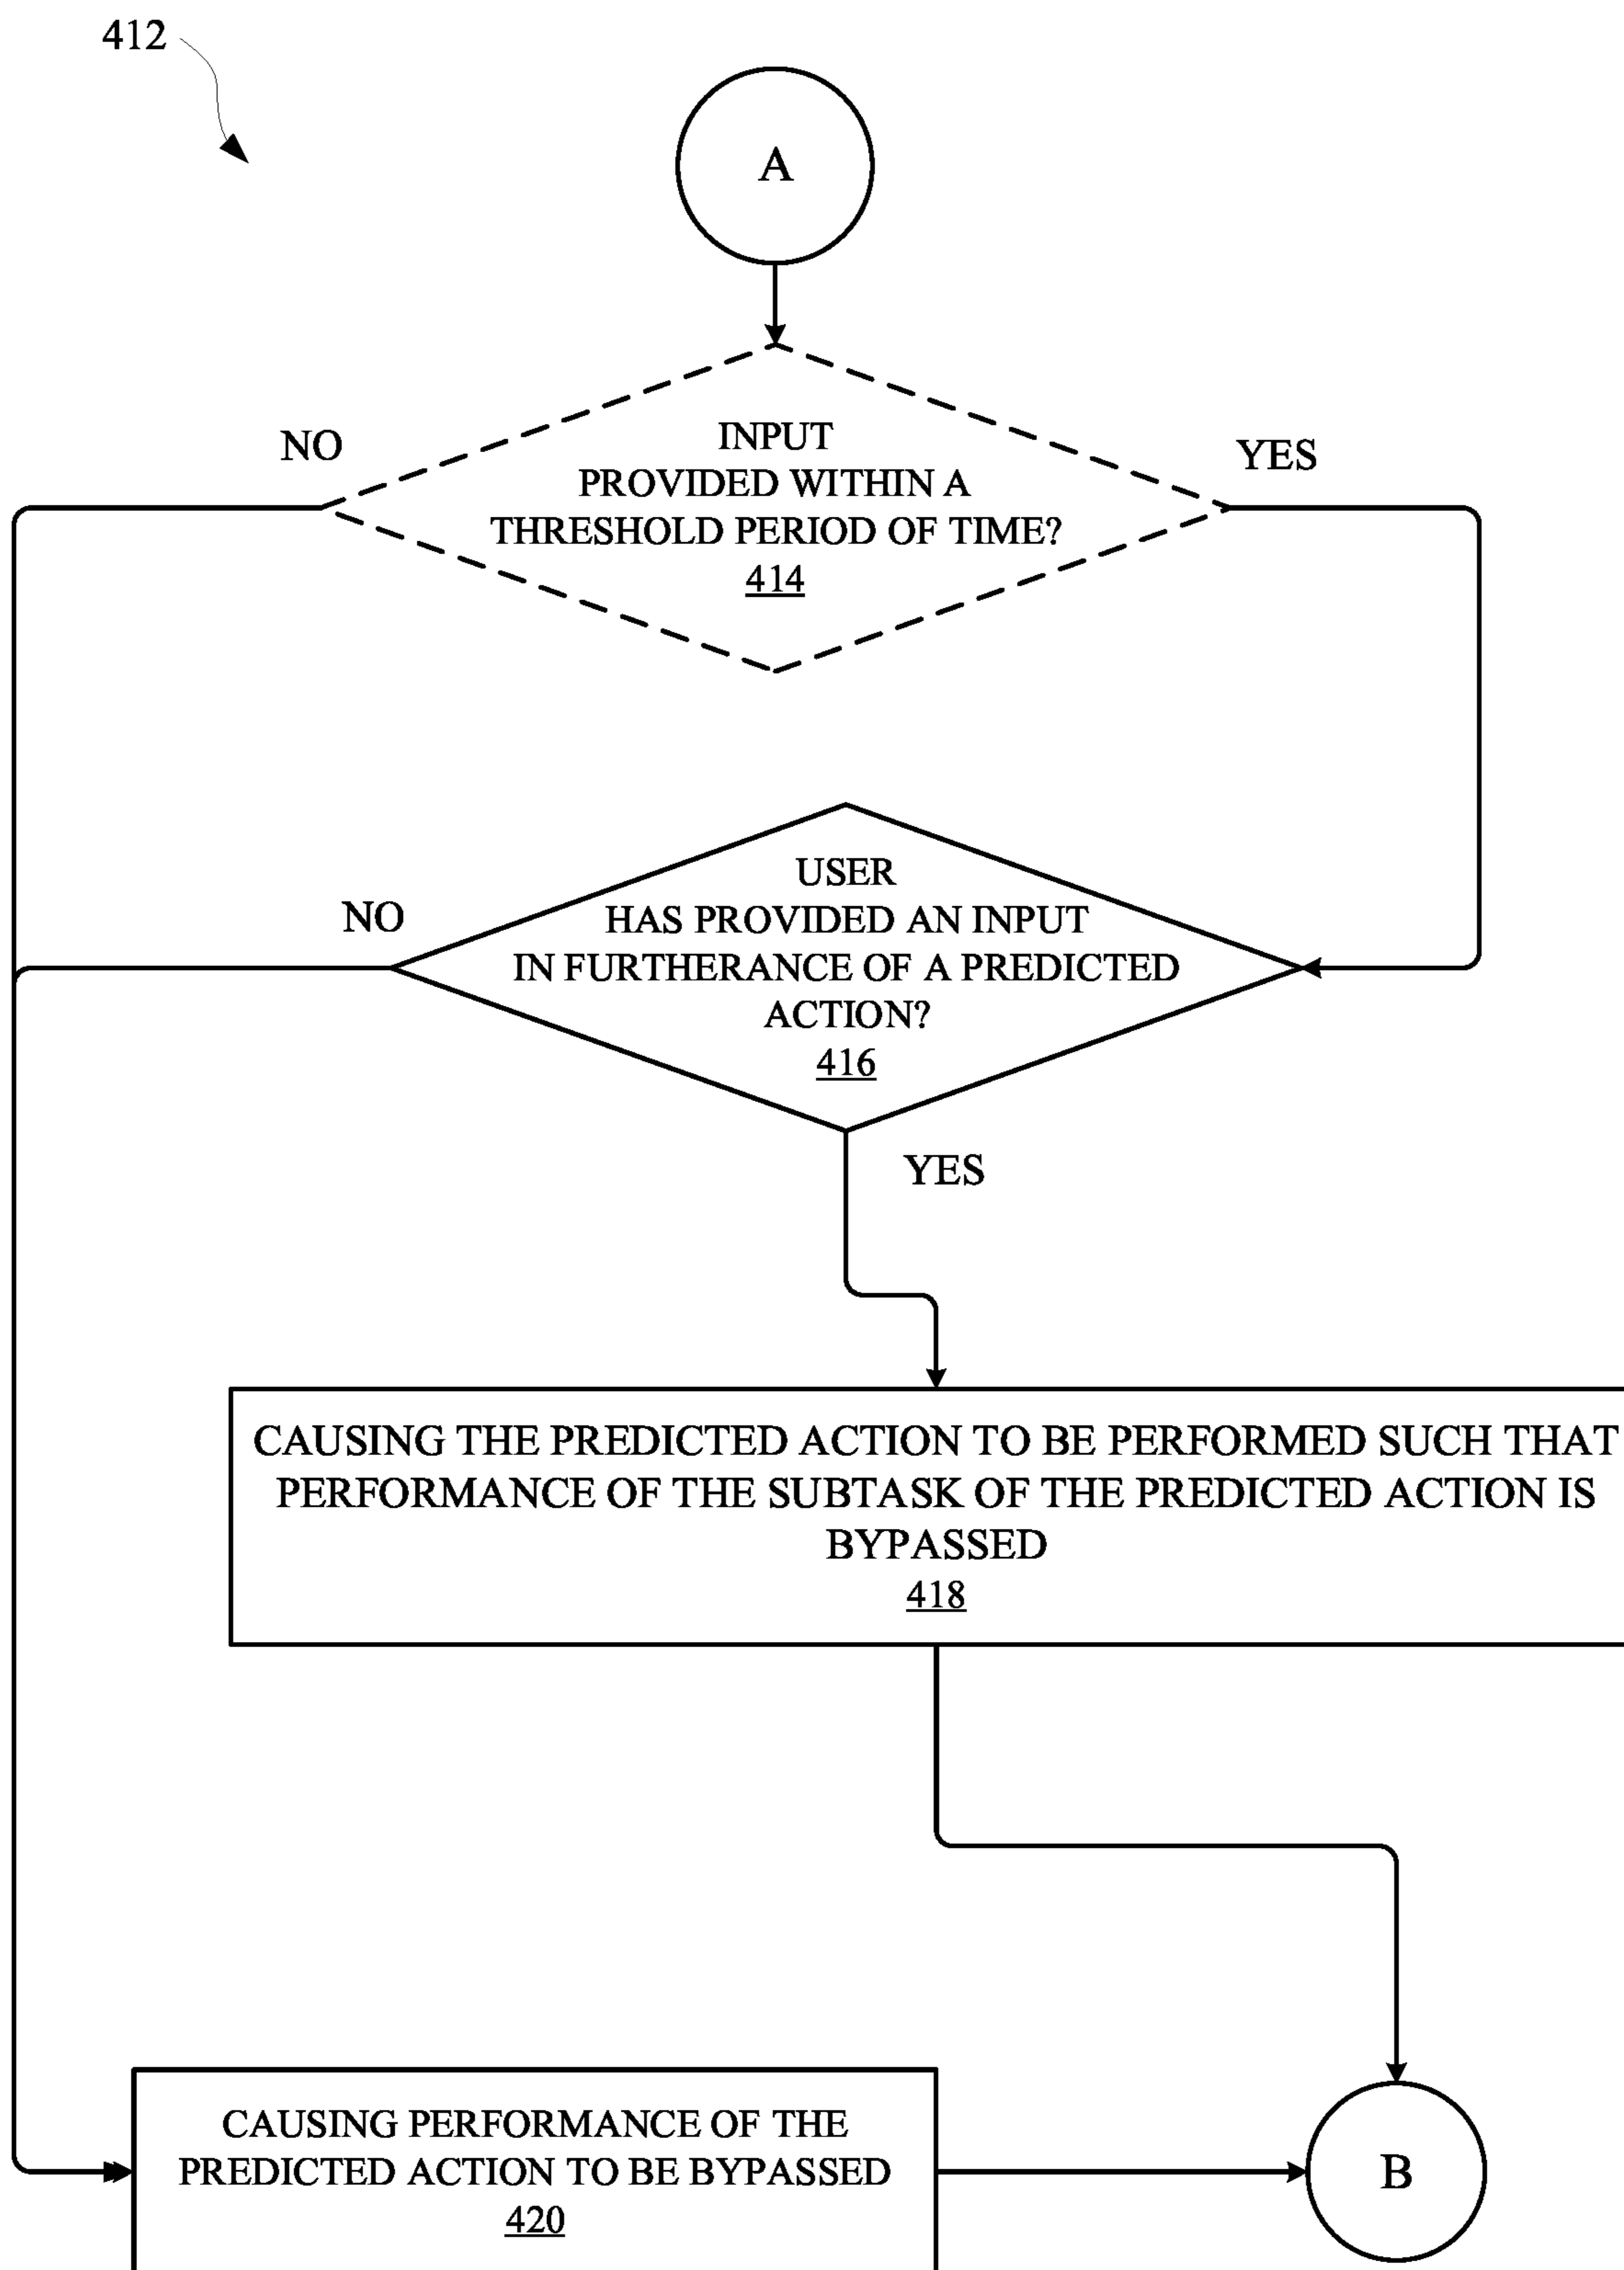 412
A
INPUT
NO
YES
PROVIDED WITHIN A
THRESHOLD PERIOD OF TIME?
414
USER
NO
HAS PROVIDED AN INPUT
IN FURTHERANCE OF A PREDICTED
ACTION?
416
YES
CAUSING THE PREDICTED ACTION TO BE PERFORMED SUCH THAT
PERFORMANCE OF THE SUBTASK OF THE PREDICTED ACTION IS
BYPASSED
418
CAUSING PERFORMANCE OF THE
PREDICTED ACTION TO BE BYPASSED
420
B